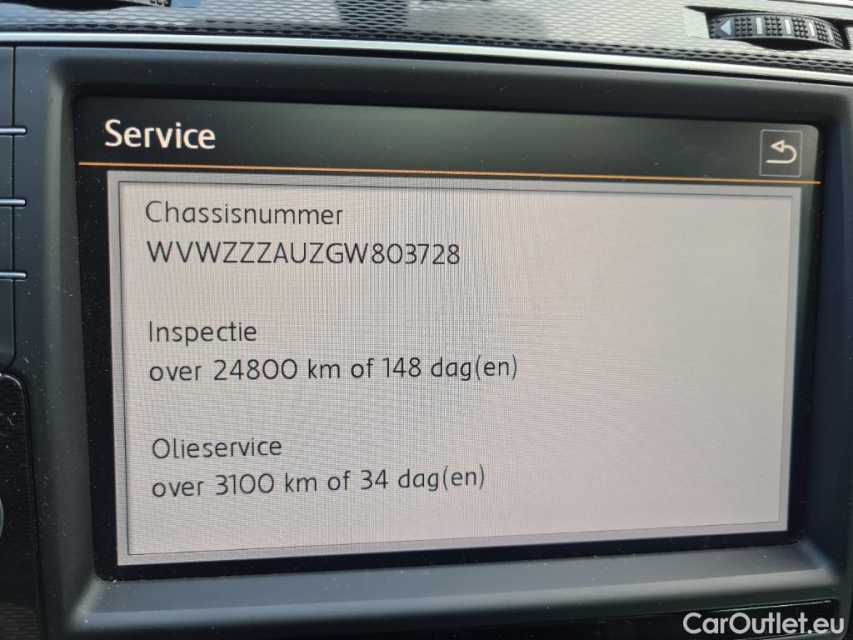 Service
Chassisnummer
WVWZZZAUZGW803728
Inspectie
over 24800 km of 148 dag(en)
Olieservice
over 3100 km of 34 dag(en)
CarOutlet.eu